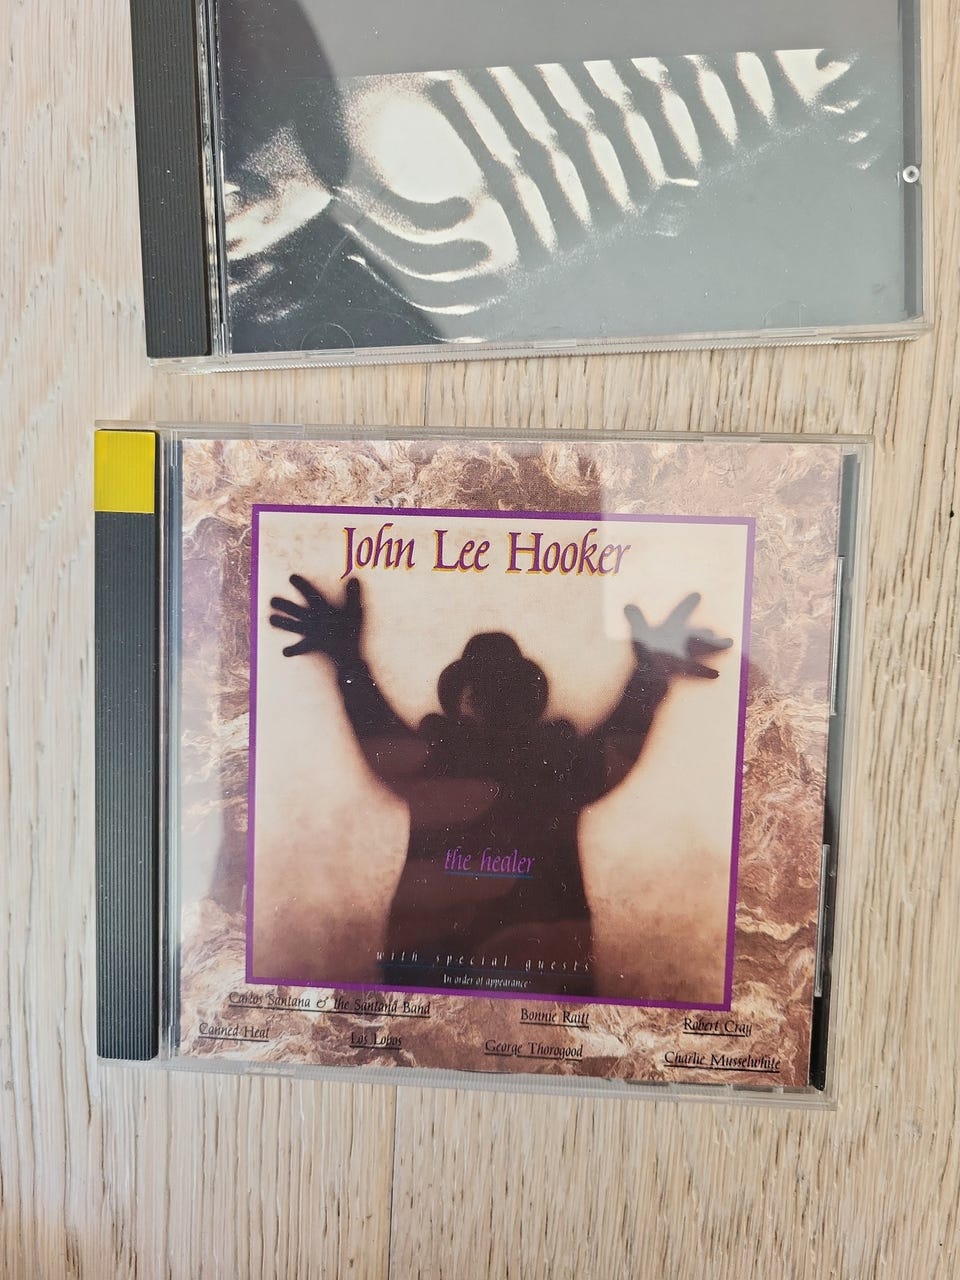 John Lee Hooker
the healer
with special guests
In order of appearance
Carlos Santana & the Santana Band Bonnie Raitt Robert Cray
Canned Heat Los Lobos George Thorogood Charlie Musselwhite